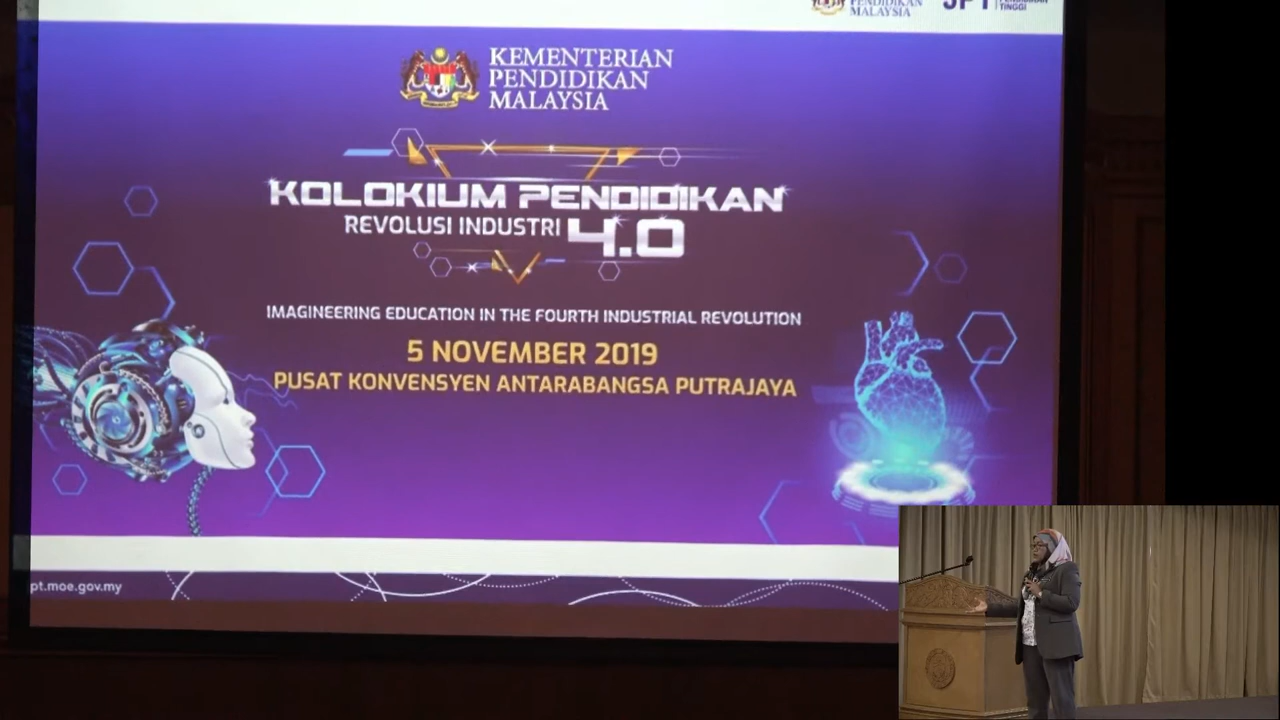 PENDIDIKAN
MALAYSIA
JPT
TINGGI
KEMENTERIAN
PENDIDIKAN
MALAYSIA
KOLOKIUM PENDIDIKAN
REVOLUSI INDUSTRI 4.0
IMAGINEERING EDUCATION IN THE FOURTH INDUSTRIAL REVOLUTION
5 NOVEMBER 2019
PUSAT KONVENSYEN ANTARABANGSA PUTRAJAYA
pt.moe.gov.my